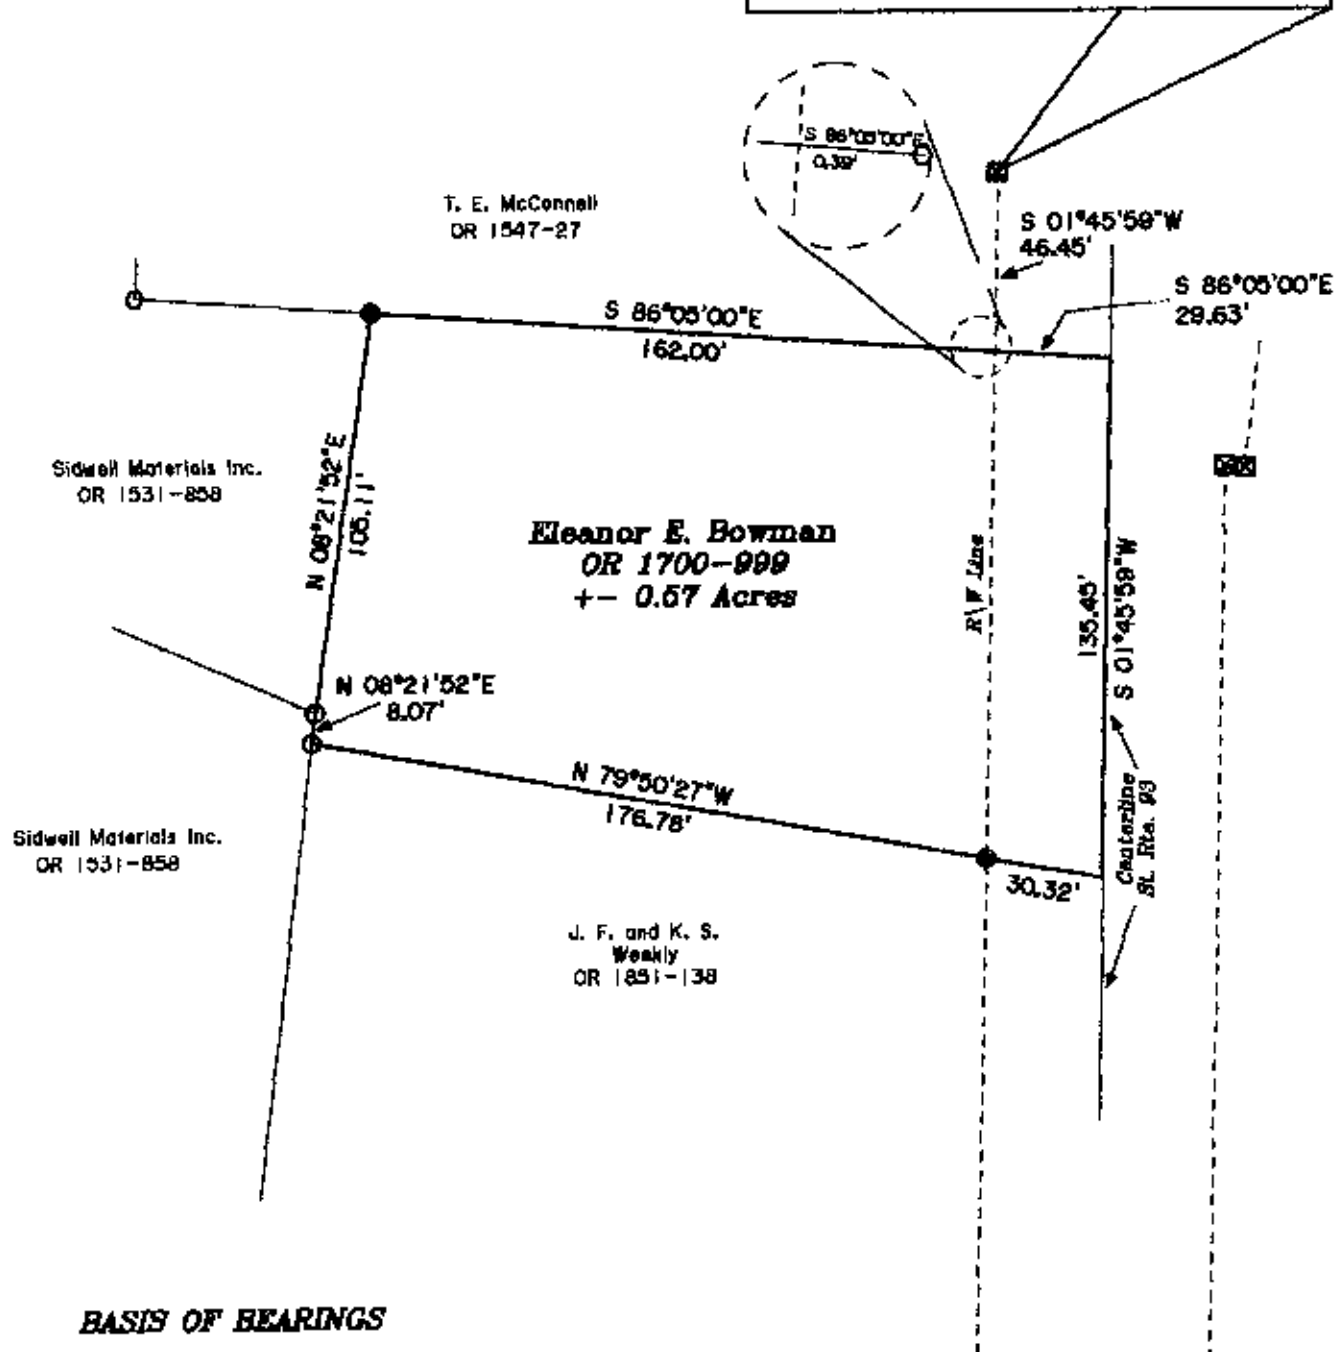 S 86°05'00"E
0.39'
T. E. McConnell
OR 1547-27
S 01°45'59"W
46.45'
S 86°05'00"E
29.63'
S 86°05'00"E
162.00'
Sidwell Materials Inc.
OR 1531-858
N 08°21'52"E
105.11'
Eleanor E. Bowman
OR 1700-999
+- 0.57 Acres
R\W Line
135.45'
S 01°45'59"W
N 08°21'52"E
8.07'
N 79°50'27"W
176.78'
Centerline
St. Rte. 93
Sidwell Materials Inc.
OR 1531-858
30.32'
J. F. and K. S.
Weakly
OR 1851-138
BASIS OF BEARINGS